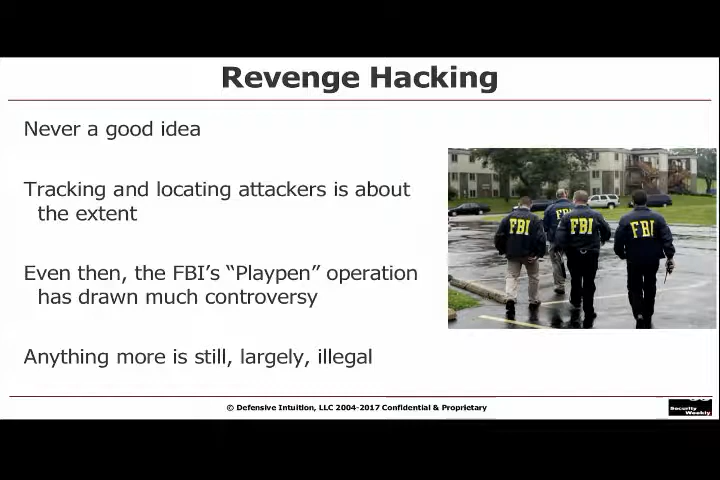 Revenge Hacking
Never a good idea
Tracking and locating attackers is about
the extent
Even then, the FBI's “Playpen” operation
has drawn much controversy
Anything more is still, largely, illegal
FBI
FBI
FBI
FBI
© Defensive Intuition, LLC 2004-2017 Confidential & Proprietary
Security
Weekly